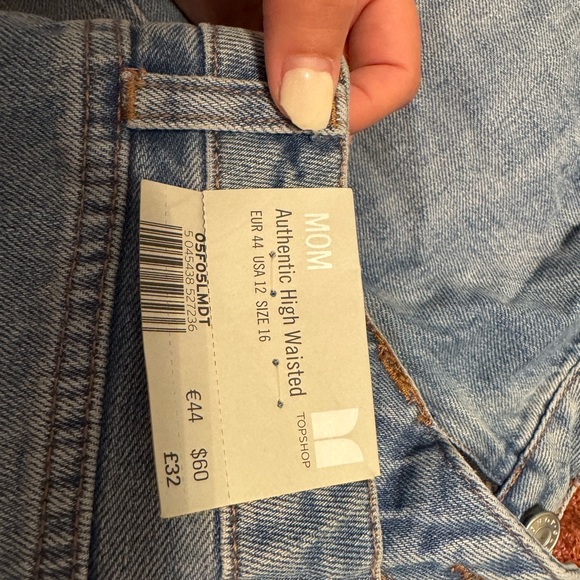 MOM
Authentic High Waisted
EUR 44 USA 12 SIZE 16
TOPSHOP
05F05LMDT
5 045438 527236
€44 $60
£32